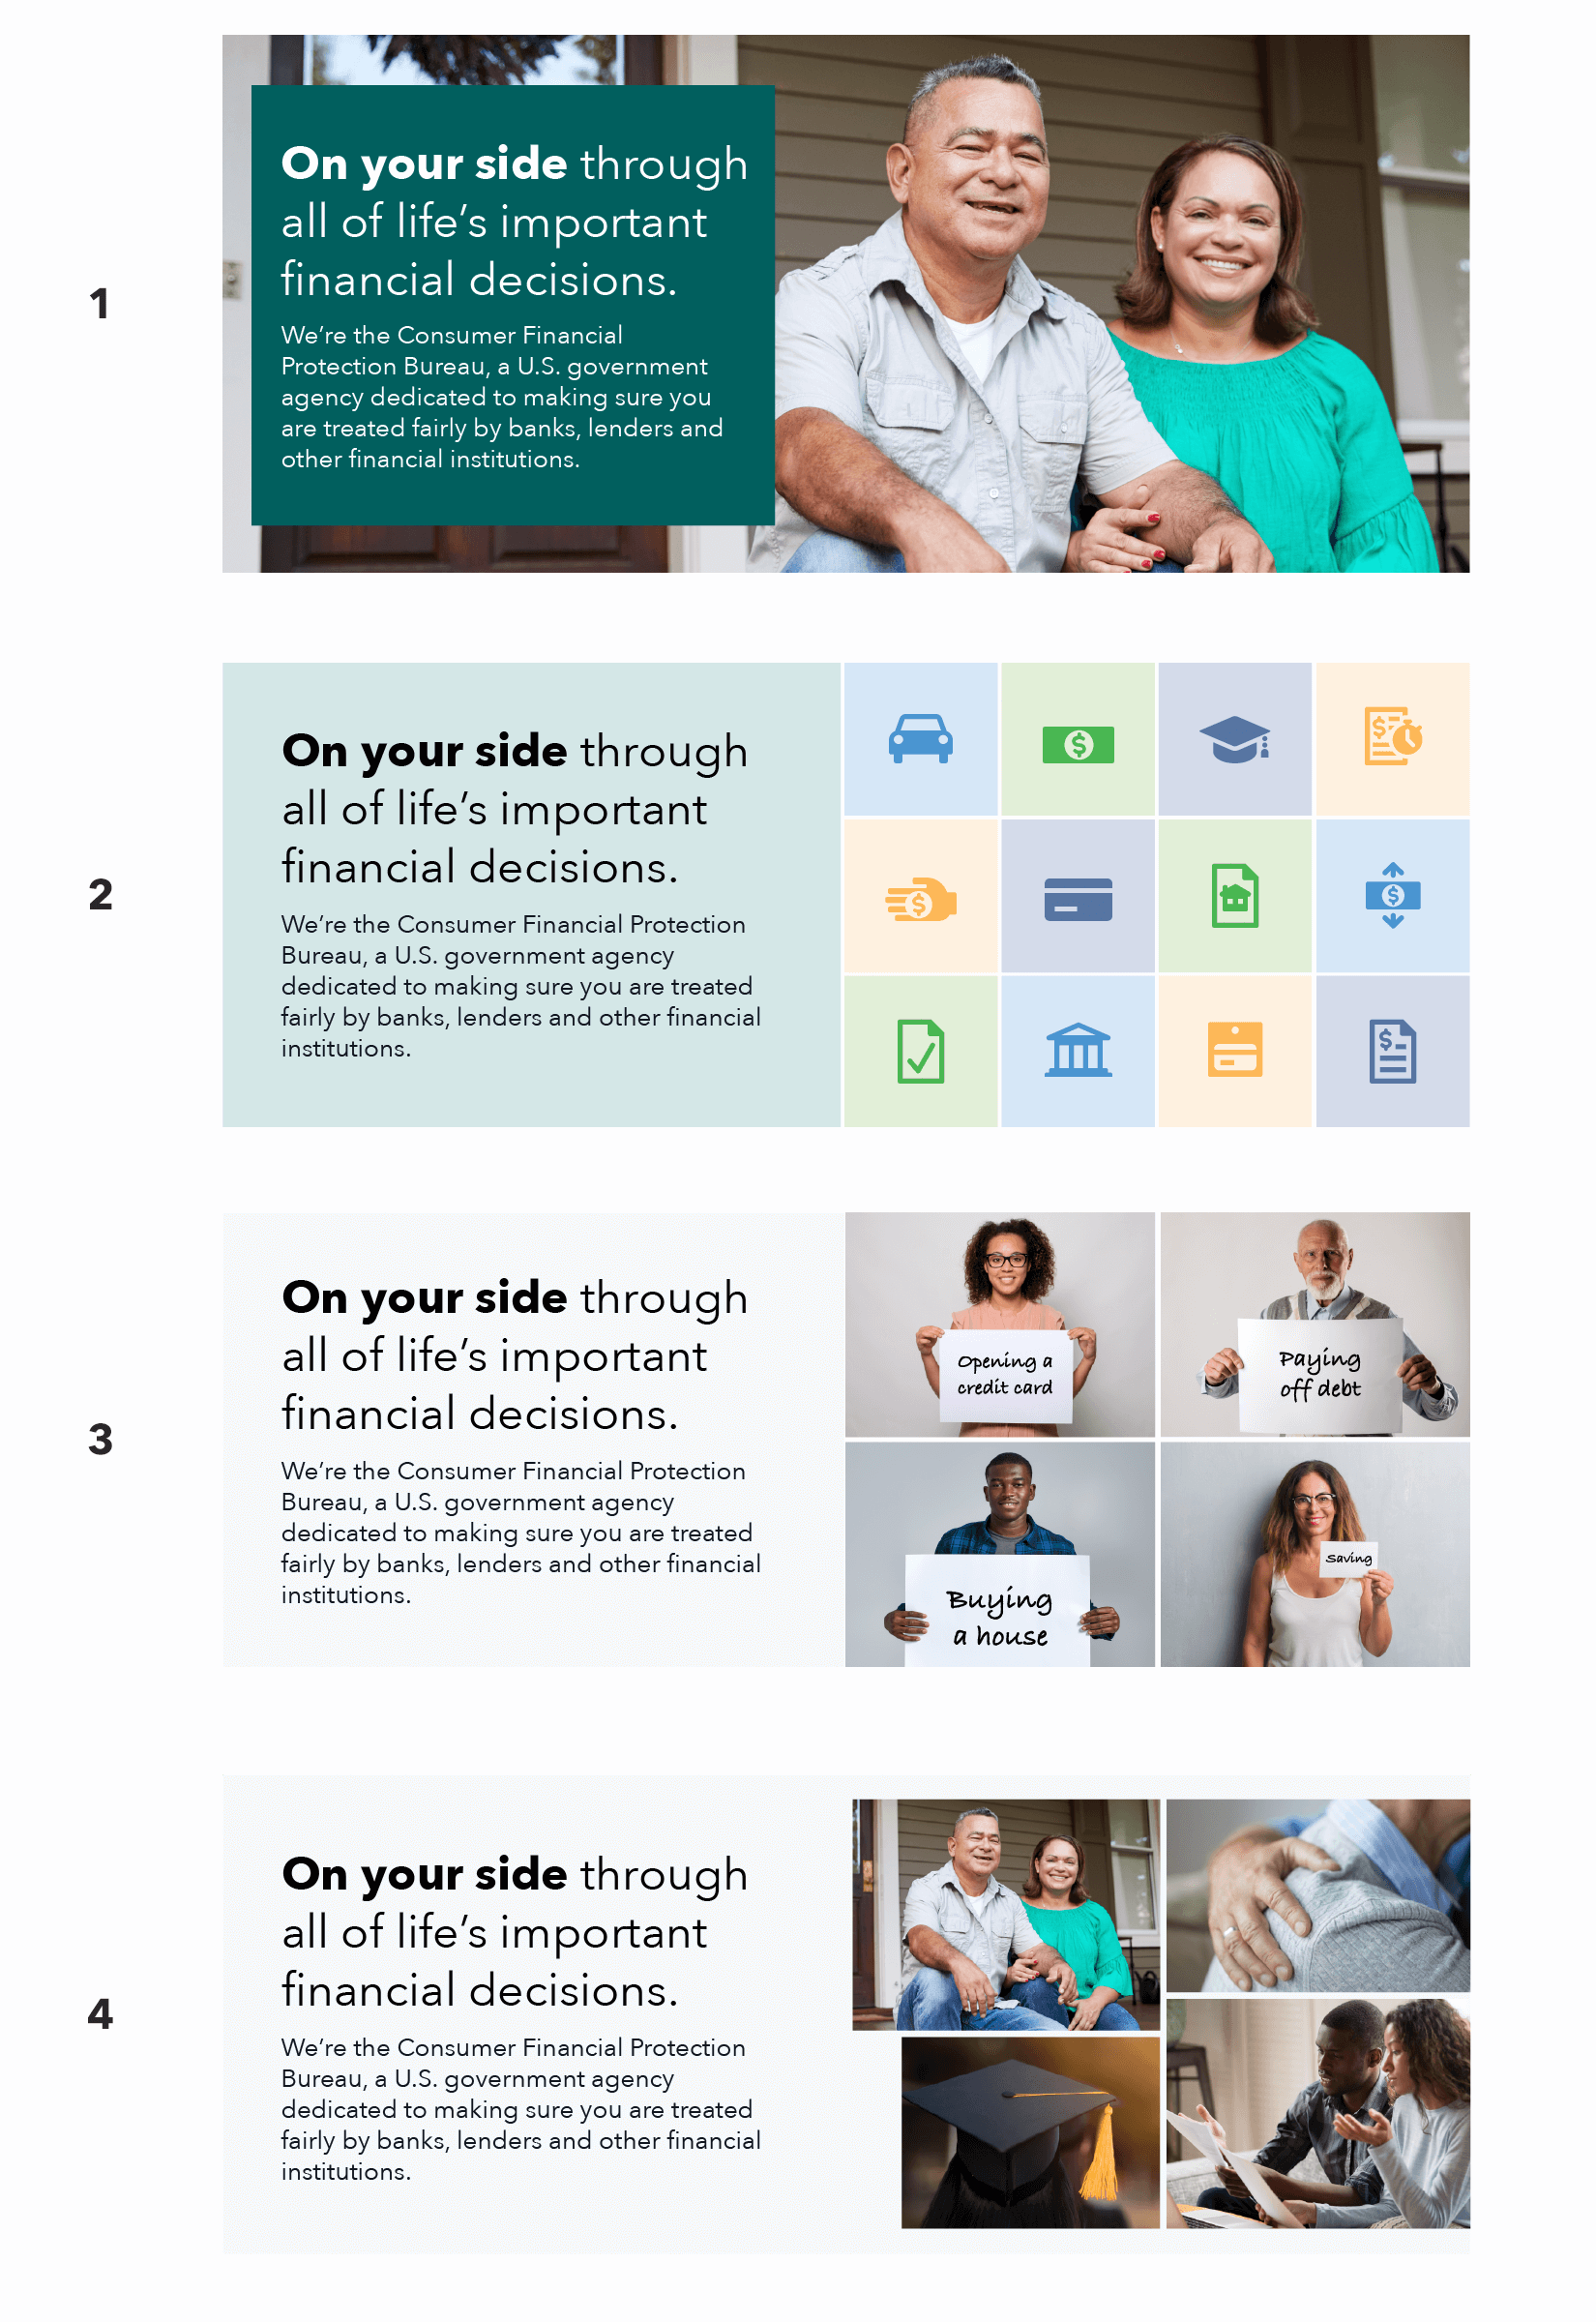 1
On your side through
all of life’s important
financial decisions.
We’re the Consumer Financial
Protection Bureau, a U.S. government
agency dedicated to making sure you
are treated fairly by banks, lenders and
other financial institutions.
2
On your side through
all of life’s important
financial decisions.
We’re the Consumer Financial Protection
Bureau, a U.S. government agency
dedicated to making sure you are treated
fairly by banks, lenders and other financial
institutions.
$
$
$
$
$
3
On your side through
all of life’s important
financial decisions.
We’re the Consumer Financial Protection
Bureau, a U.S. government agency
dedicated to making sure you are treated
fairly by banks, lenders and other financial
institutions.
Opening a
credit card
Paying
off debt
Buying
a house
Saving
4
On your side through
all of life’s important
financial decisions.
We’re the Consumer Financial Protection
Bureau, a U.S. government agency
dedicated to making sure you are treated
fairly by banks, lenders and other financial
institutions.